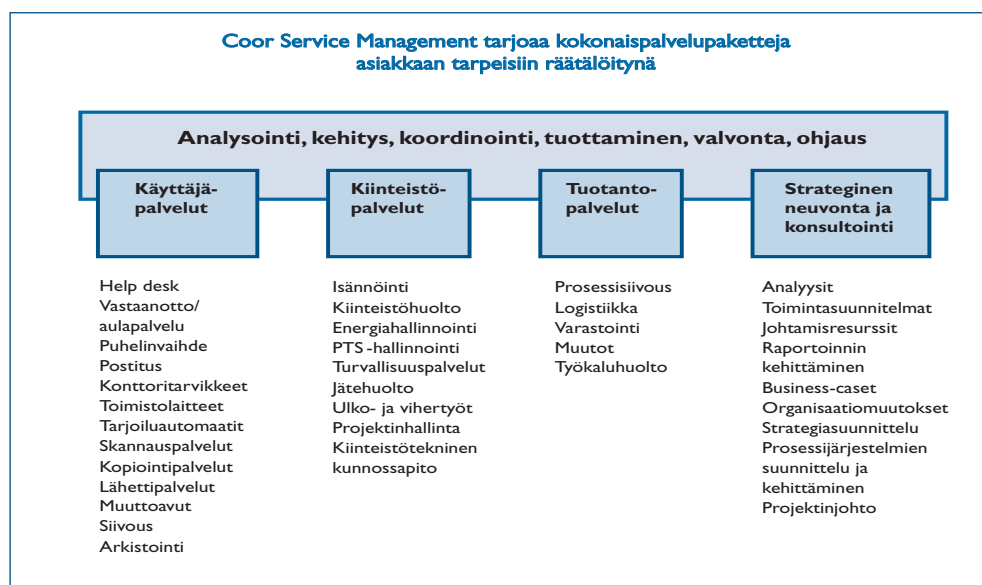 Coor Service Management tarjoaa kokonaispalvelupaketteja
asiakkaan tarpeisiin räätälöitynä
Analysointi, kehitys, koordinointi, tuottaminen, valvonta, ohjaus
Käyttäjä-
palvelut
Help desk
Vastaanotto/
aulapalvelu
Puhelinvaihde
Postitus
Konttoritarvikkeet
Toimistolaitteet
Tarjoiluautomaatit
Skannauspalvelut
Kopiointipalvelut
Lähettipalvelut
Muuttoavut
Siivous
Arkistointi
Kiinteistö-
palvelut
Isännöinti
Kiinteistöhuolto
Energiahallinnointi
PTS-hallinnointi
Turvallisuuspalvelut
Jätehuolto
Ulko- ja vihertyöt
Projektinhallinta
Kiinteistötekninen
kunnossapito
Tuotanto-
palvelut
Prosessisiivous
Logistiikka
Varastointi
Muutot
Työkaluhuolto
Strateginen
neuvonta ja
konsultointi
Analyysit
Toimintasuunnitelmat
Johtamisresurssit
Raportoinnin
kehittäminen
Business-caset
Organisaatiomuutokset
Strategiasuunnittelu
Prosessijärjestelmien
suunnittelu ja
kehittäminen
Projektinjohto